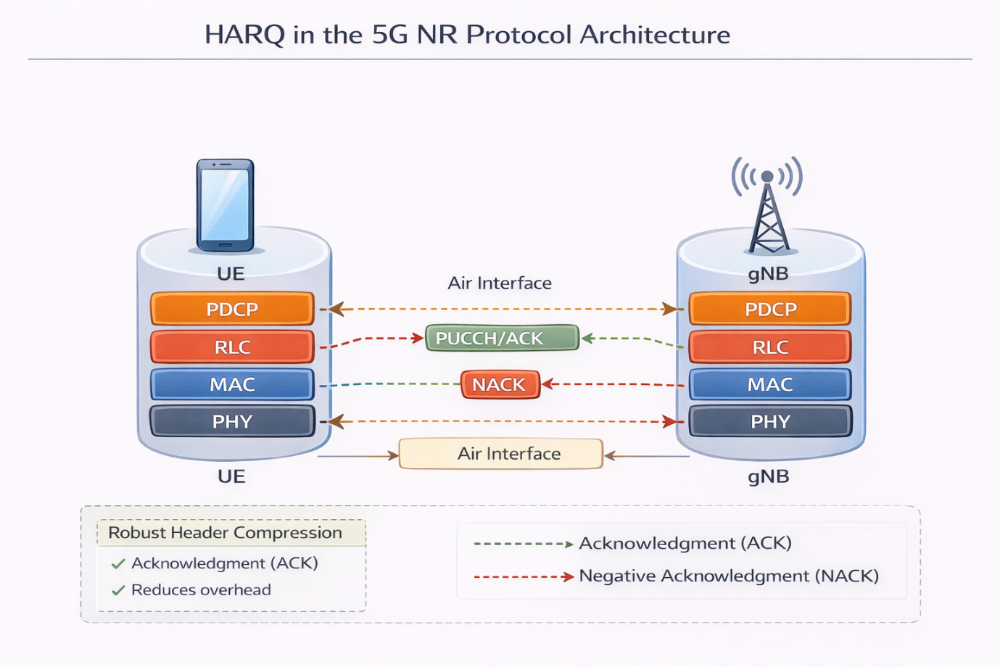 HARQ in the 5G NR Protocol Architecture
UE
gNB
Air Interface
PDCP
PDCP
RLC
PUCCH/ACK
RLC
MAC
NACK
MAC
PHY
PHY
Air Interface
UE
gNB
Robust Header Compression
Acknowledgment (ACK)
Reduces overhead
Acknowledgment (ACK)
Negative Acknowledgment (NACK)